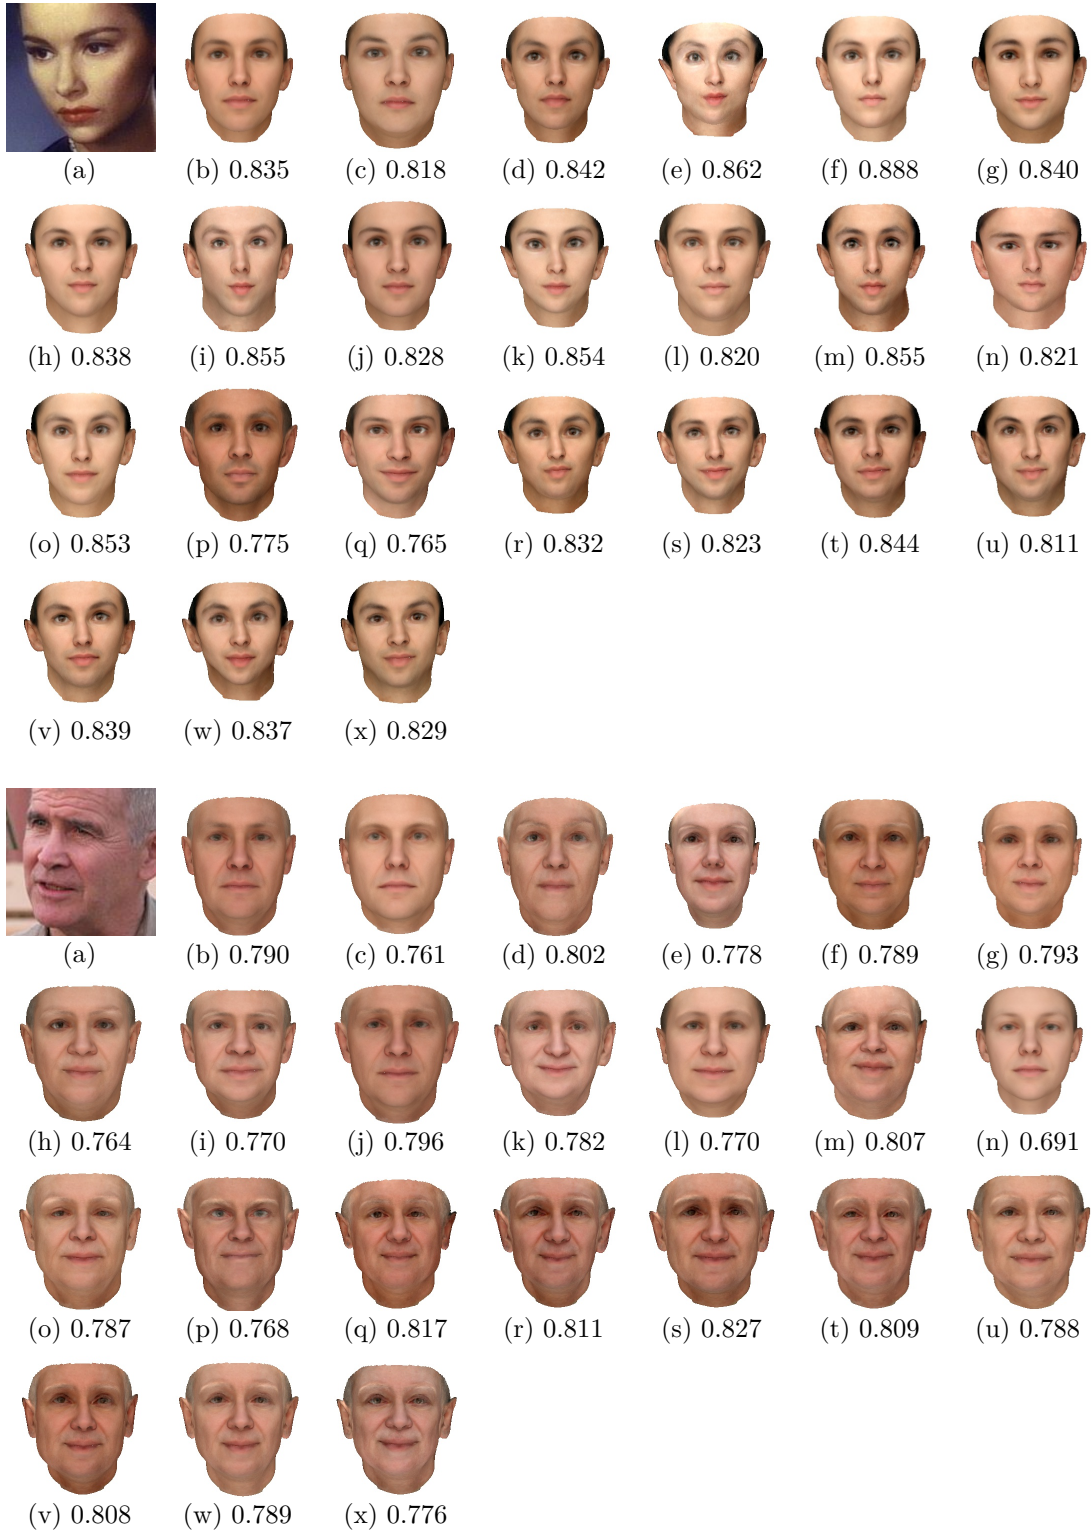 (a) (b) 0.835 (c) 0.818 (d) 0.842 (e) 0.862 (f) 0.888 (g) 0.840
(h) 0.838 (i) 0.855 (j) 0.828 (k) 0.854 (l) 0.820 (m) 0.855 (n) 0.821
(o) 0.853 (p) 0.775 (q) 0.765 (r) 0.832 (s) 0.823 (t) 0.844 (u) 0.811
(v) 0.839 (w) 0.837 (x) 0.829
(a) (b) 0.790 (c) 0.761 (d) 0.802 (e) 0.778 (f) 0.789 (g) 0.793
(h) 0.764 (i) 0.770 (j) 0.796 (k) 0.782 (l) 0.770 (m) 0.807 (n) 0.691
(o) 0.787 (p) 0.768 (q) 0.817 (r) 0.811 (s) 0.827 (t) 0.809 (u) 0.788
(v) 0.808 (w) 0.789 (x) 0.776